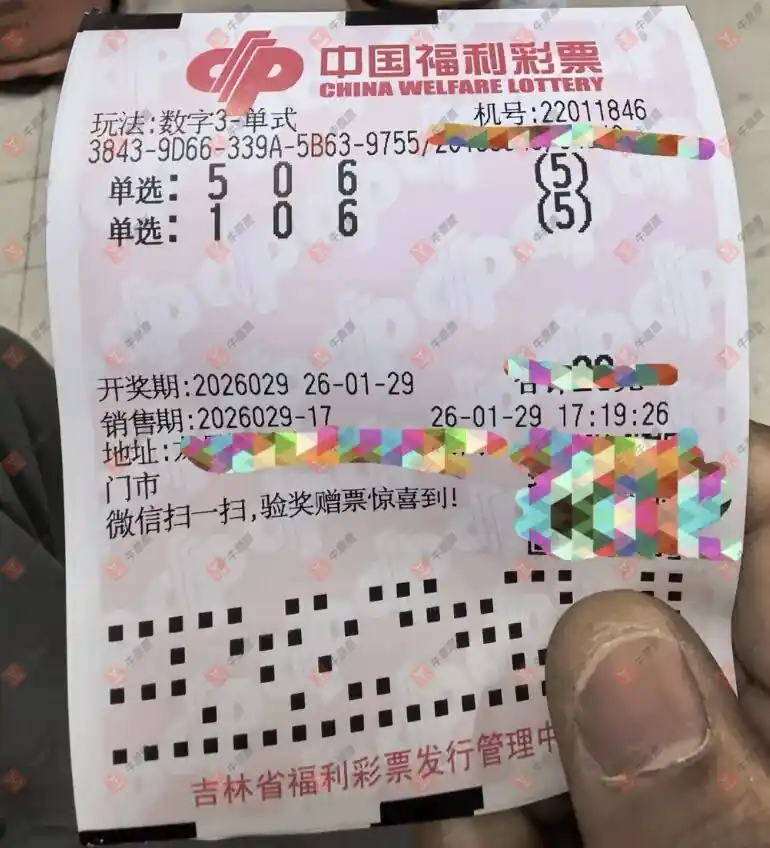 中国福利彩票
CHINA WELFARE LOTTERY
玩法:数字3-单式 机号:22011846
3843-9D66-339A-5B63-9755/
单选: 5 0 6 (5)
单选: 1 0 6 (5)
开奖期:2026029 26-01-29
销售期:2026029-17 26-01-29 17:19:26
地址:
门市
微信扫一扫,验奖赠票惊喜到!
吉林省福利彩票发行管理中